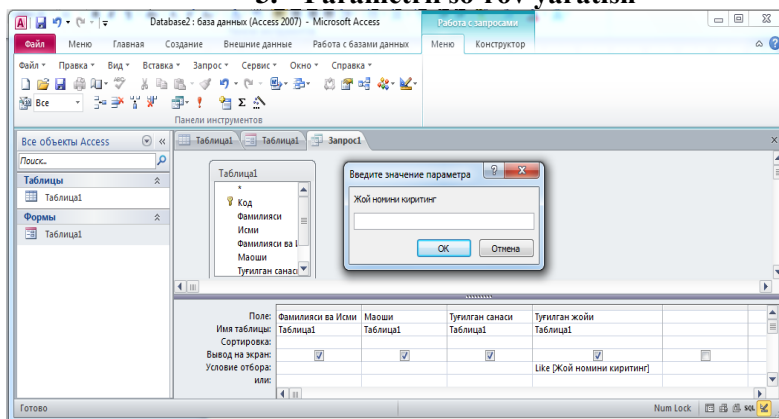 3. Parametrli so‘rov yaratish
Database2 : база данных (Access 2007) - Microsoft Access
Работа с запросами
Файл Меню Главная Создание Внешние данные Работа с базами данных Меню Конструктор
Файл Правка Вид Вставка Запрос Сервис Окно Справка
Все
Панели инструментов
Все объекты Access
Таблица1 Таблица1 Запрос1
Поиск...
Таблицы
Таблица1
Формы
Таблица1
Таблица1
*
Код
Фамилияси
Исми
Фамилияси ва
Маоши
Туғилган санаси
Введите значение параметра
Жой номини киритинг
ОК Отмена
Поле: Фамилияси ва Исми Маоши Туғилган санаси Туғилган жойи
Имя таблицы: Таблица1 Таблица1 Таблица1 Таблица1
Сортировка:
Вывод на экран:
Условие отбора: Like [Жой номини киритинг]
или:
Готово
Num Lock
SQL